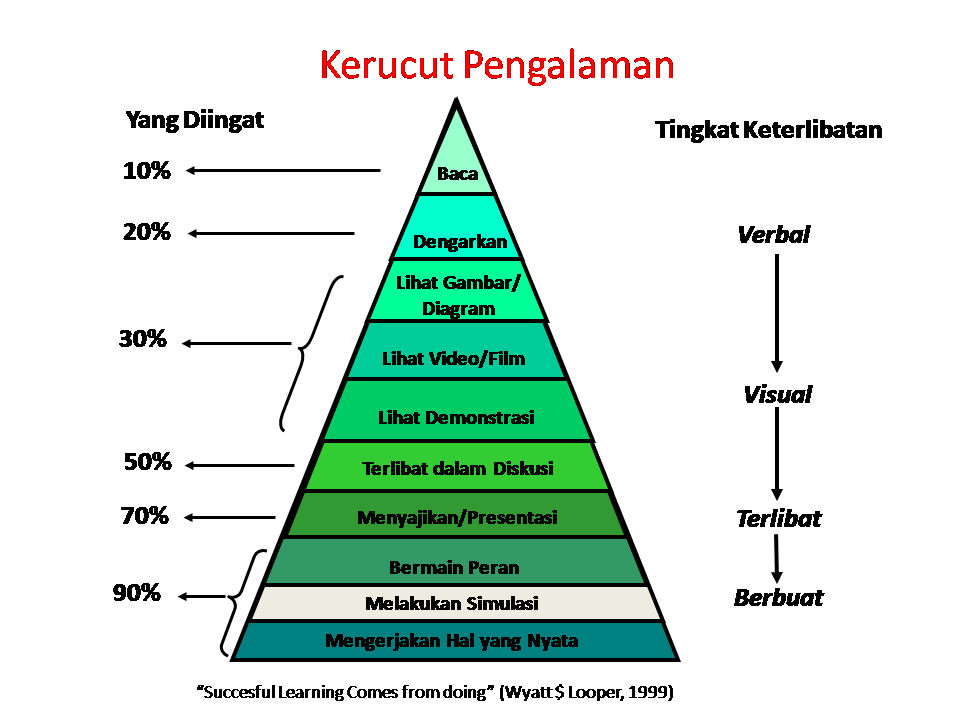 Kerucut Pengalaman
Yang Diingat
Tingkat Keterlibatan
10%
Baca
20%
Dengarkan
Verbal
Lihat Gambar/
Diagram
30%
Lihat Video/Film
Visual
Lihat Demonstrasi
50%
Terlibat dalam Diskusi
70%
Menyajikan/Presentasi
Terlibat
Bermain Peran
90%
Melakukan Simulasi
Berbuat
Mengerjakan Hal yang Nyata
“Succesful Learning Comes from doing” (Wyatt $ Looper, 1999)